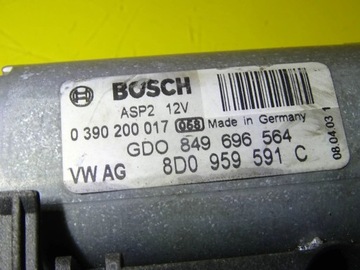 BOSCH
ASP2 12V
0 390 200 017 058 Made in Germany
GDO 849 696 564
VW AG 8D0 959 591 C
08 04 03 1